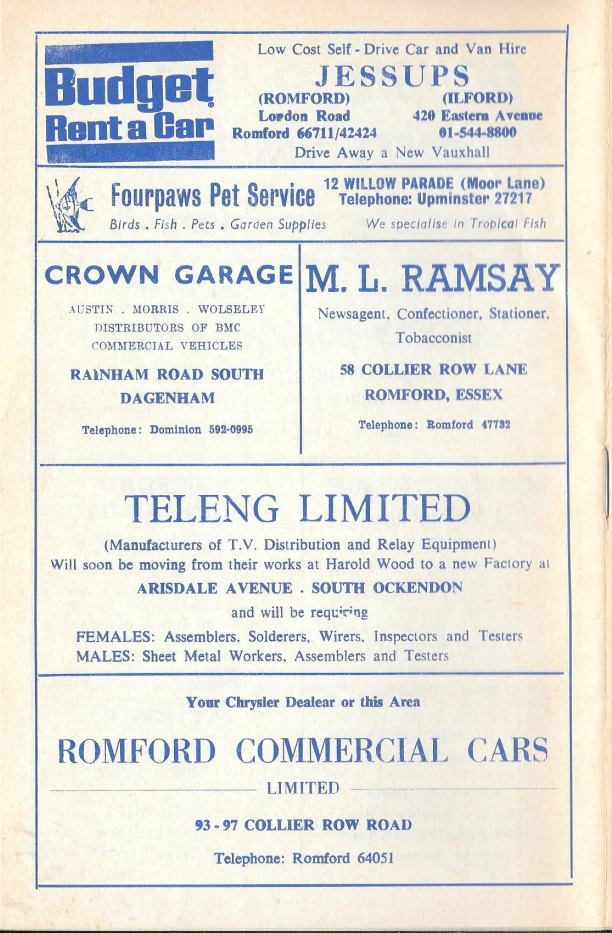 Budget
Rent a Car
Low Cost Self - Drive Car and Van Hire
JESSUPS
(ROMFORD) (ILFORD)
London Road 420 Eastern Avenue
Romford 66711/42424 01-544-8800
Drive Away a New Vauxhall
Fourpaws Pet Service 12 WILLOW PARADE (Moor Lane)
Telephone: Upminster 27217
Birds . Fish . Pets . Garden Supplies We specialise in Tropical Fish
CROWN GARAGE
AUSTIN . MORRIS . WOLSELEY
DISTRIBUTORS OF BMC
COMMERCIAL VEHICLES
RAINHAM ROAD SOUTH
DAGENHAM
Telephone: Dominion 592-0995
M. L. RAMSAY
Newsagent, Confectioner, Stationer,
Tobacconist
58 COLLIER ROW LANE
ROMFORD, ESSEX
Telephone: Romford 47732
TELENG LIMITED
(Manufacturers of T.V. Distribution and Relay Equipment)
Will soon be moving from their works at Harold Wood to a new Factory at
ARISDALE AVENUE . SOUTH OCKENDON
and will be requiring
FEMALES: Assemblers, Solderers, Wirers, Inspectors and Testers
MALES: Sheet Metal Workers, Assemblers and Testers
Your Chrysler Dealear or this Area
ROMFORD COMMERCIAL CARS
LIMITED
93 - 97 COLLIER ROW ROAD
Telephone: Romford 64051